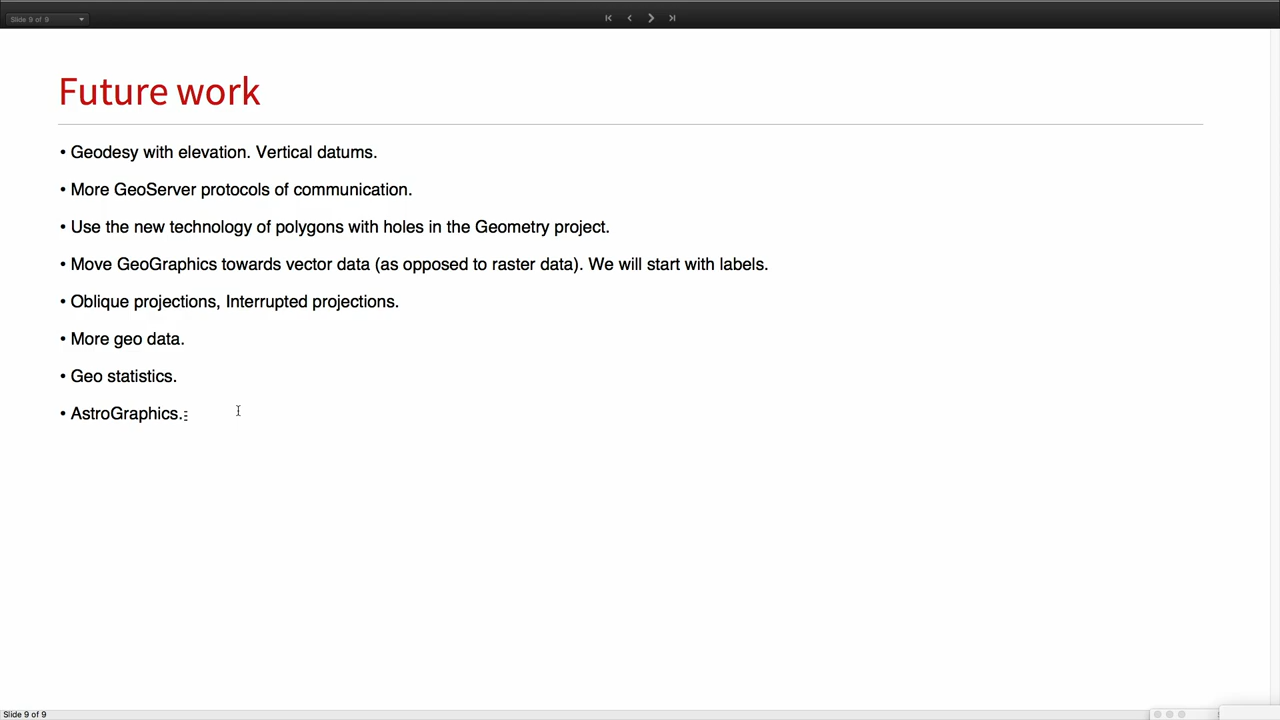 Slide 9 of 9
Future work
• Geodesy with elevation. Vertical datums.
• More GeoServer protocols of communication.
• Use the new technology of polygons with holes in the Geometry project.
• Move GeoGraphics towards vector data (as opposed to raster data). We will start with labels.
• Oblique projections, Interrupted projections.
• More geo data.
• Geo statistics.
• AstroGraphics.
Slide 9 of 9